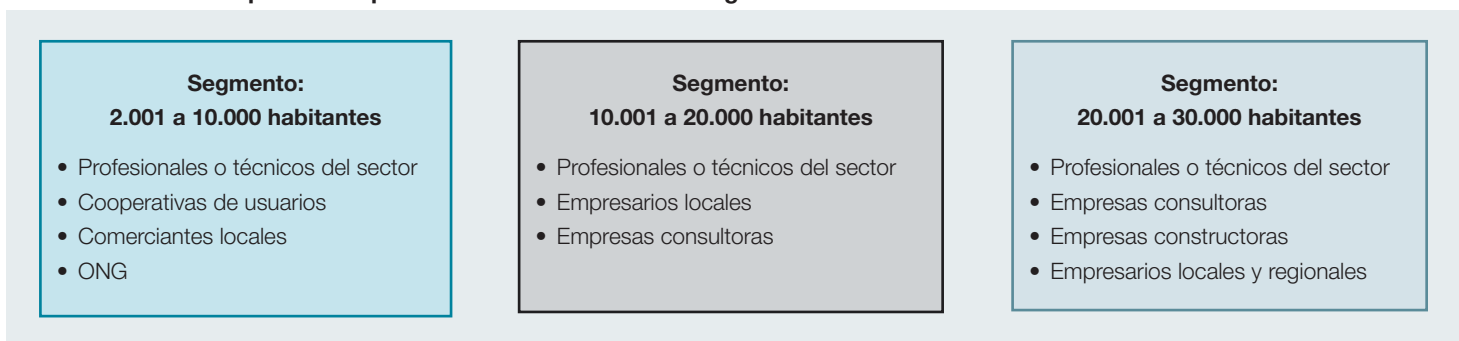 Segmento:
2.001 a 10.000 habitantes
• Profesionales o técnicos del sector
• Cooperativas de usuarios
• Comerciantes locales
• ONG
Segmento:
10.001 a 20.000 habitantes
• Profesionales o técnicos del sector
• Empresarios locales
• Empresas consultoras
Segmento:
20.001 a 30.000 habitantes
• Profesionales o técnicos del sector
• Empresas consultoras
• Empresas constructoras
• Empresarios locales y regionales